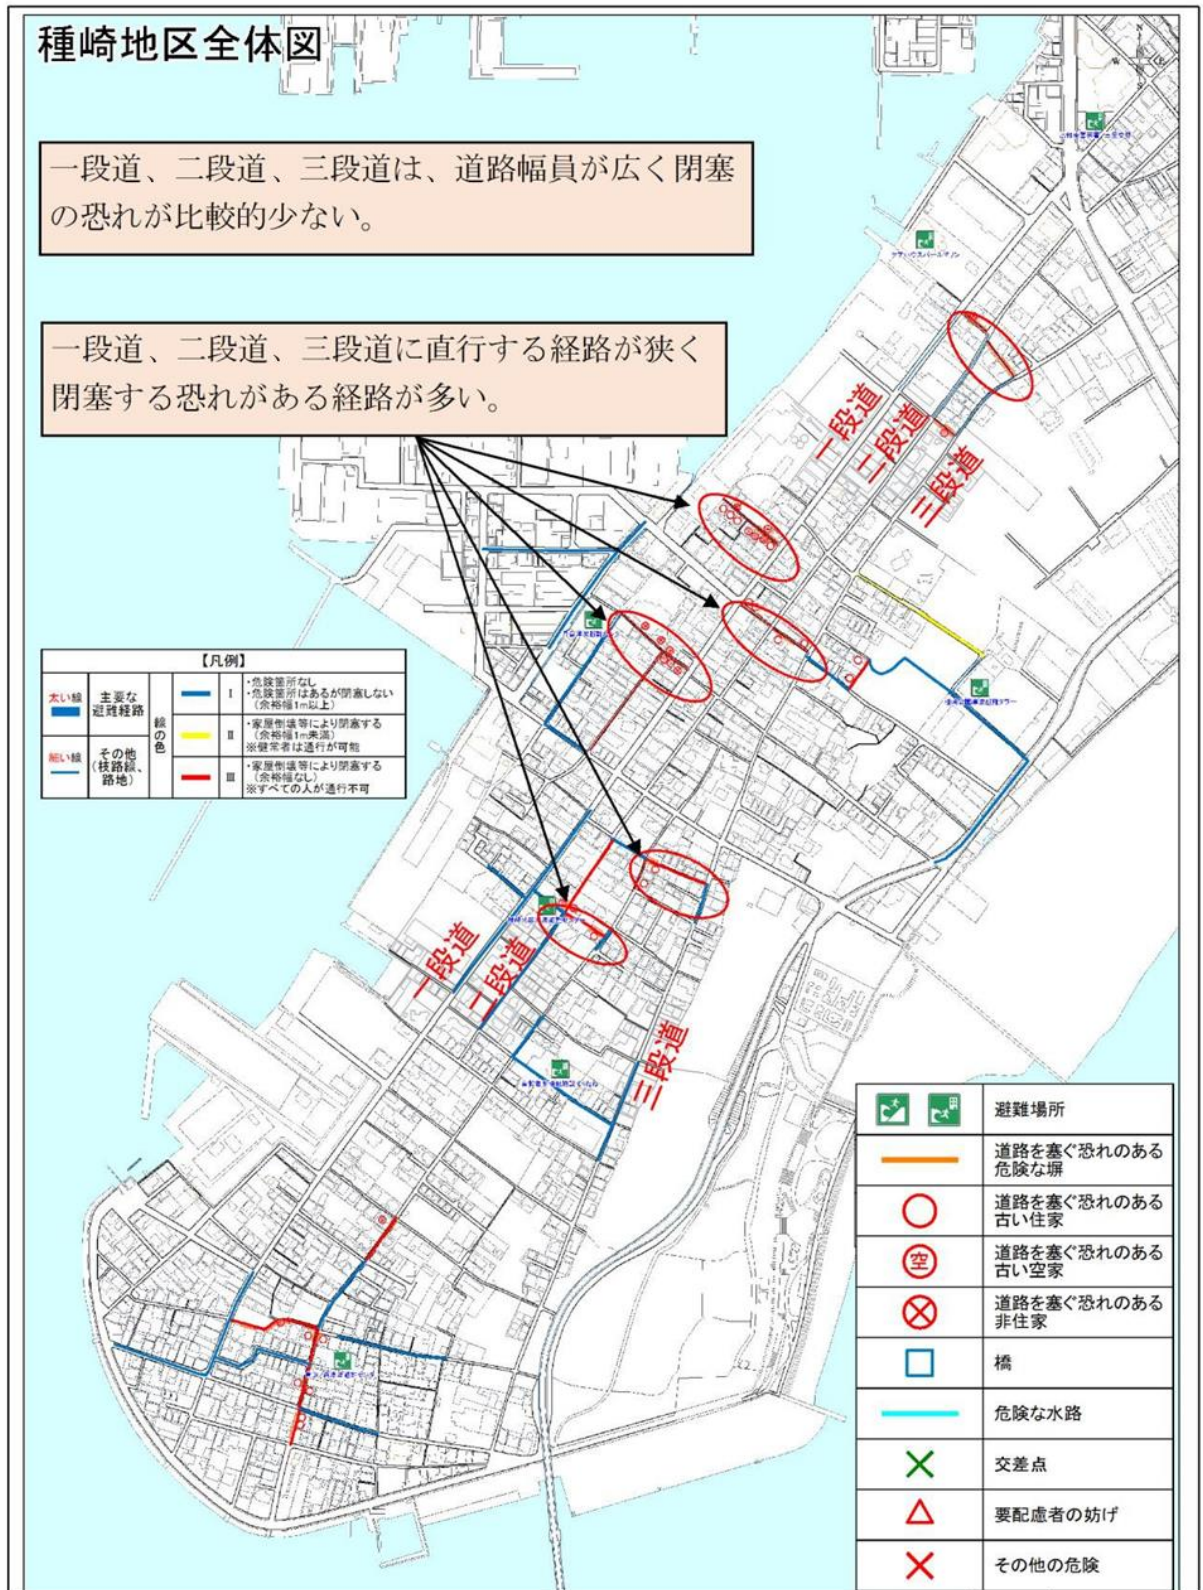 種崎地区全体図
一段道、二段道、三段道は、道路幅員が広く閉塞
の恐れが比較的少ない。
一段道、二段道、三段道に直行する経路が狭く
閉塞する恐れがある経路が多い。
一段道
二段道
三段道
一段道
二段道
三段道
【凡例】
太い線
主要な
避難経路
細い線
その他
(枝路線、
路地)
線の色
I
・危険箇所なし
・危険箇所はあるが閉塞しない
(余裕幅1m以上)
II
・家屋倒壊等により閉塞する
(余裕幅1m未満)
※健常者は通行が可能
III
・家屋倒壊等により閉塞する
(余裕幅なし)
※すべての人が通行不可
避難場所
道路を塞ぐ恐れのある
危険な塀
道路を塞ぐ恐れのある
古い住家
空
道路を塞ぐ恐れのある
古い空家
道路を塞ぐ恐れのある
非住家
橋
危険な水路
交差点
要配慮者の妨げ
その他の危険